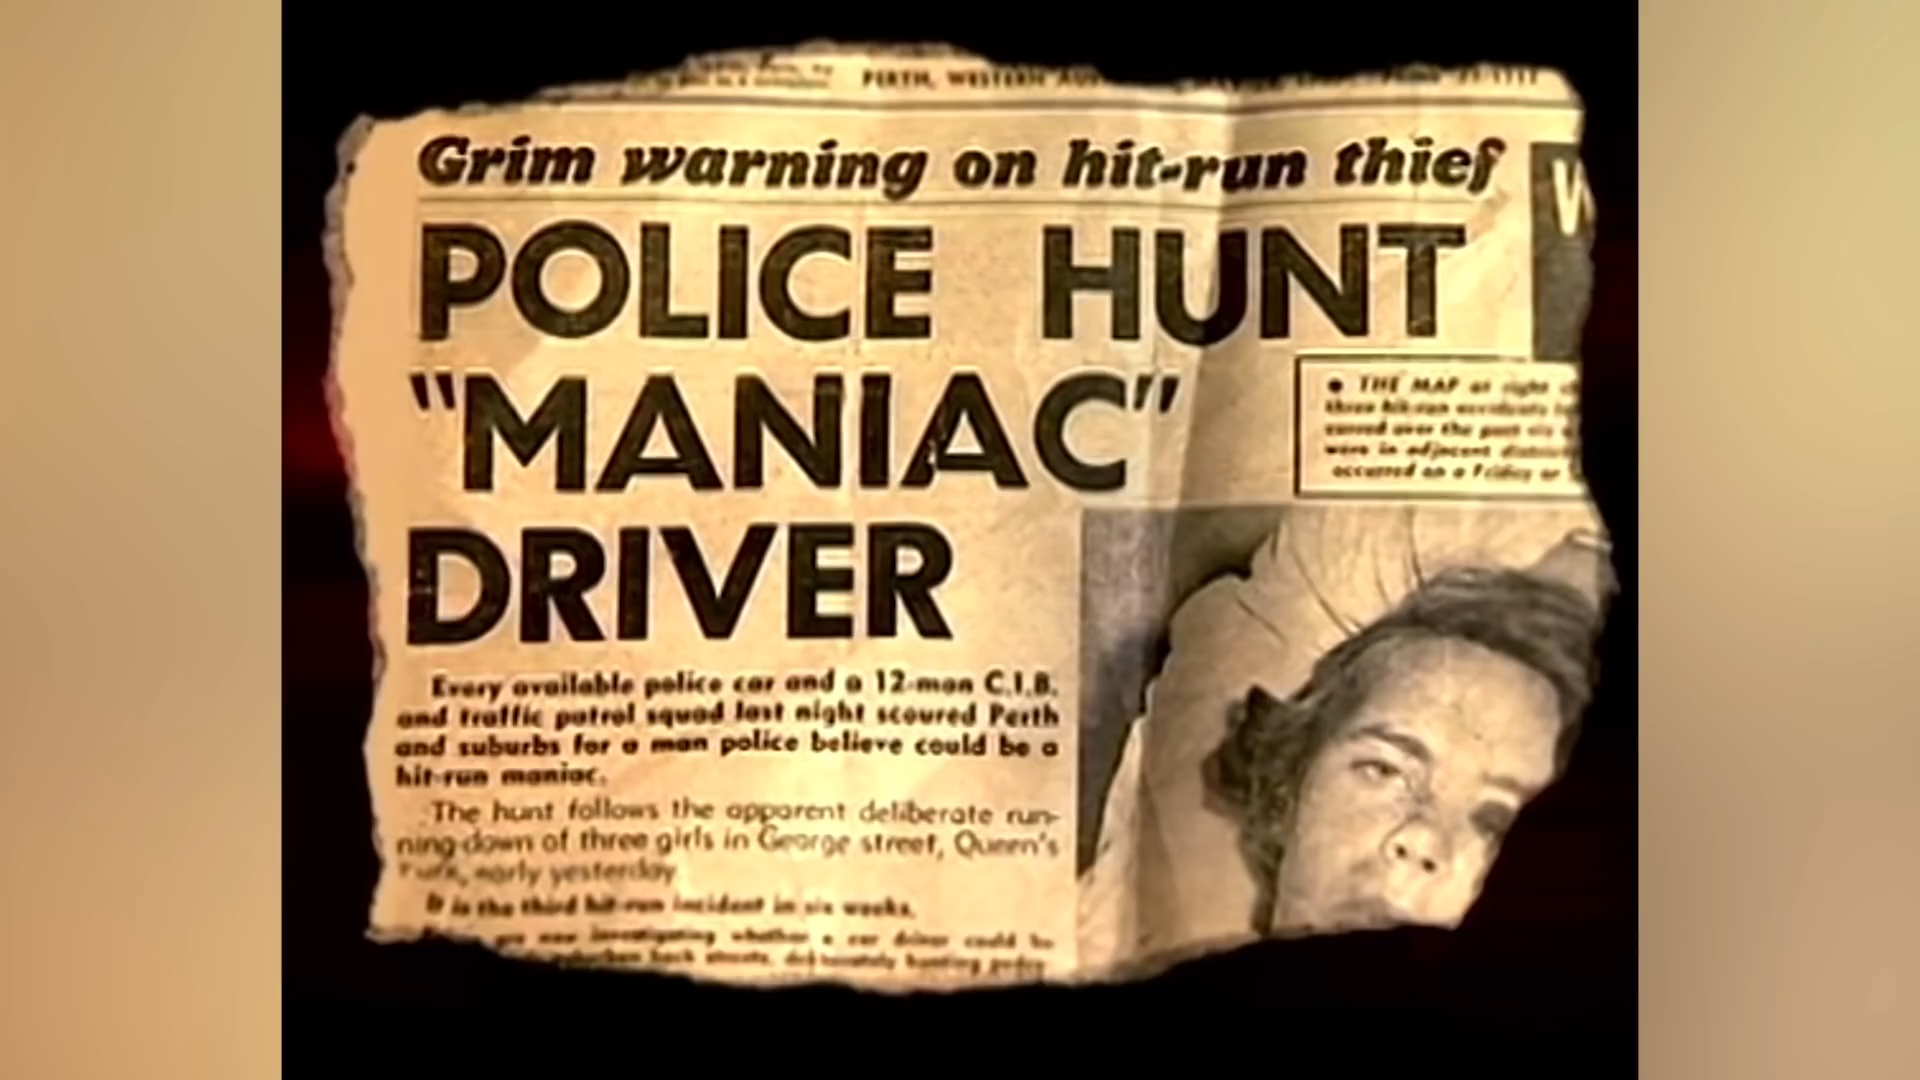 PERTH, WESTERN
Grim warning on hit-run thief
POLICE HUNT
"MANIAC"
DRIVER
● THE MAP at right
three hit-run accidents
curred over the past six
were in adjacent
occurred on a Friday or
Every available police car and a 12-man C.I.B.
and traffic patrol squad last night scoured Perth
and suburbs for a man police believe could be a
hit-run maniac.
The hunt follows the apparent deliberate run-
ning-down of three girls in George street, Queen's
early yesterday
It is the third hit-run incident in six weeks.
are now investigating whether a car driver could be
suburban back streets, deliberately hunting